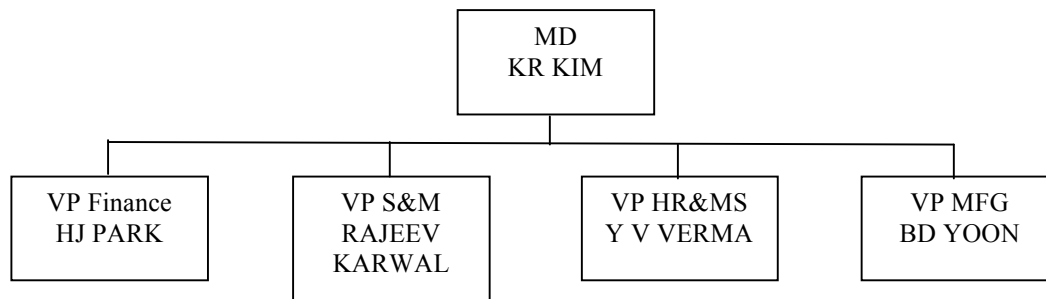 MD
KR KIM
VP Finance
HJ PARK
VP S&M
RAJEEV
KARWAL
VP HR&MS
Y V VERMA
VP MFG
BD YOON